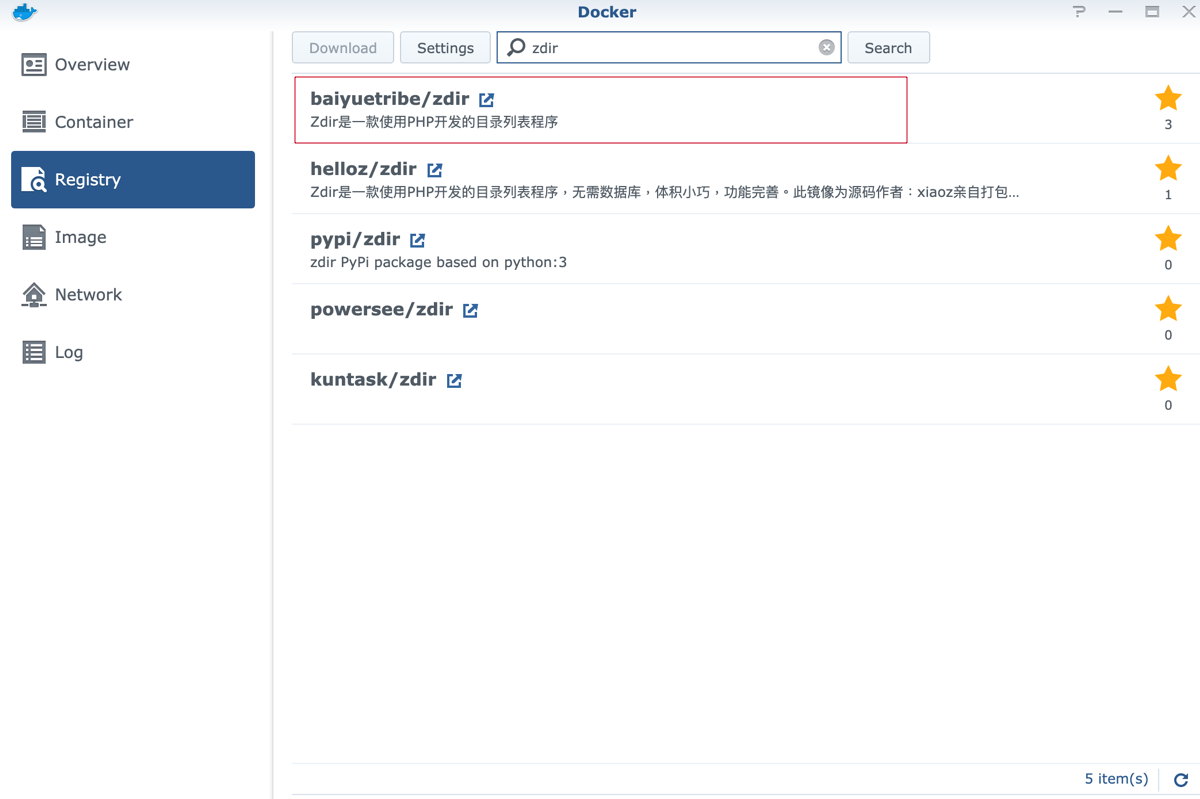 Docker
Overview
Container
Registry
Image
Network
Log
Download Settings zdir Search
baiyuetribe/zdir
Zdir是一款使用PHP开发的目录列表程序
3
helloz/zdir
Zdir是一款使用PHP开发的目录列表程序，无需数据库，体积小巧，功能完善。此镜像为源码作者：xiaoz亲自打包...
1
pypi/zdir
zdir PyPi package based on python:3
0
powersee/zdir
0
kuntask/zdir
0
5 item(s)